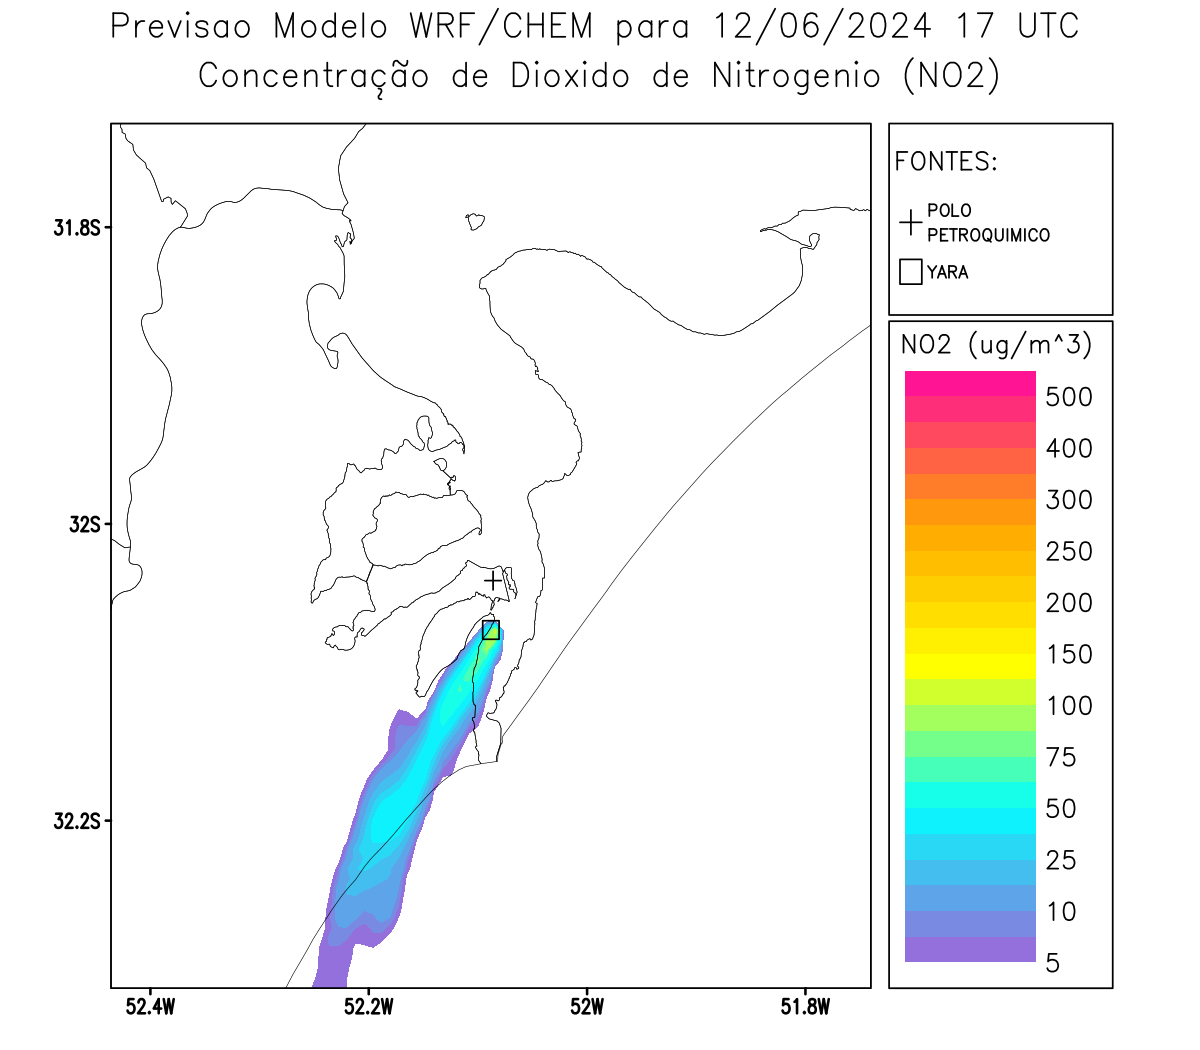 Previsao Modelo WRF/CHEM para 12/06/2024 17 UTC
Concentração de Dioxido de Nitrogenio (NO2)
FONTES:
POLO
PETROQUIMICO
YARA
NO2 (ug/m^3)
500
400
300
250
200
150
100
75
50
25
10
5
31.8S
32S
32.2S
52.4W
52.2W
52W
51.8W